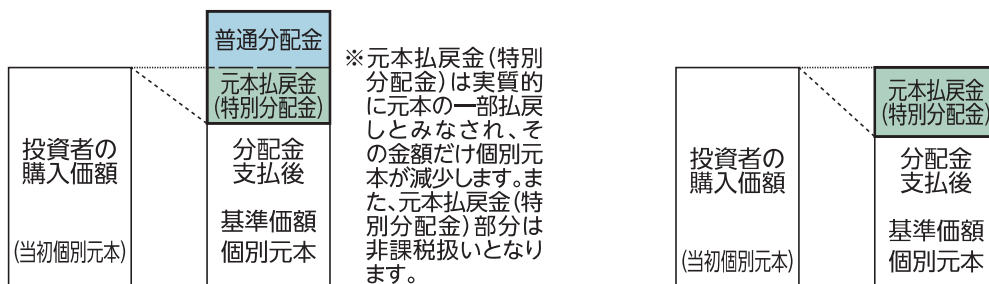 投資者の
購入価額
(当初個別元本)
普通分配金
元本払戻金
(特別分配金)
分配金
支払後
基準価額
個別元本
※元本払戻金(特別
分配金)は実質的
に元本の一部払戻
しとみなされ、そ
の金額だけ個別元
本が減少します。ま
た、元本払戻金(特
別分配金)部分は
非課税扱いとなり
ます。
投資者の
購入価額
(当初個別元本)
元本払戻金
(特別分配金)
分配金
支払後
基準価額
個別元本